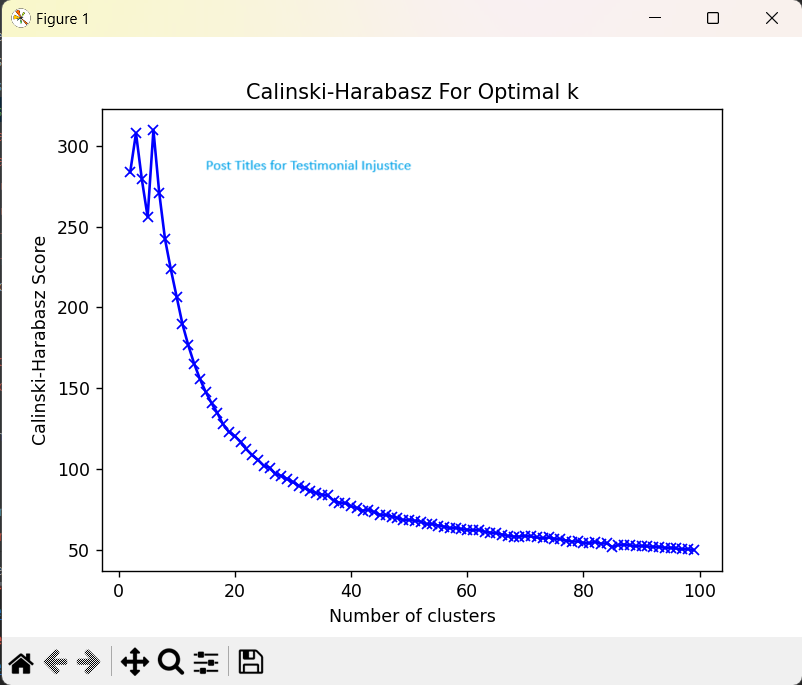 Figure 1
Calinski-Harabasz For Optimal k
Post Titles for Testimonial Injustice
300
250
200
150
100
50
Calinski-Harabasz Score
0 20 40 60 80 100
Number of clusters